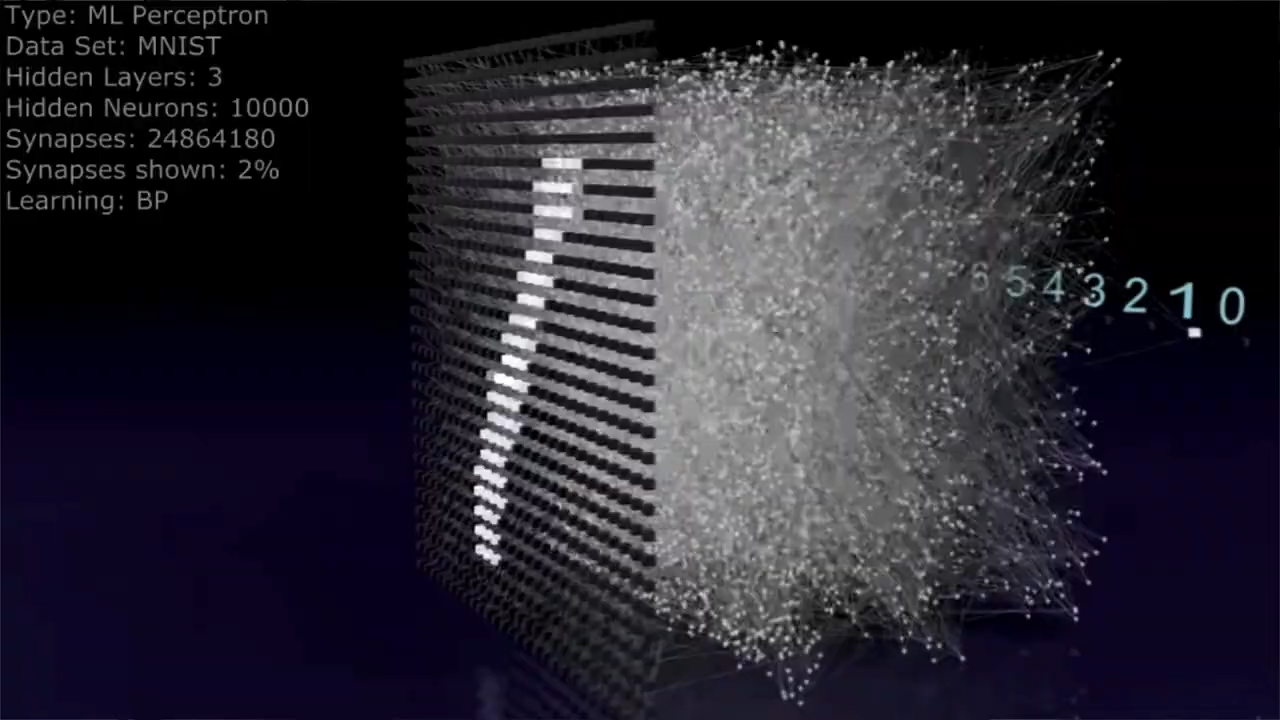 Type: ML Perceptron
Data Set: MNIST
Hidden Layers: 3
Hidden Neurons: 10000
Synapses: 24864180
Synapses shown: 2%
Learning: BP
6 5 4 3 2 1 0